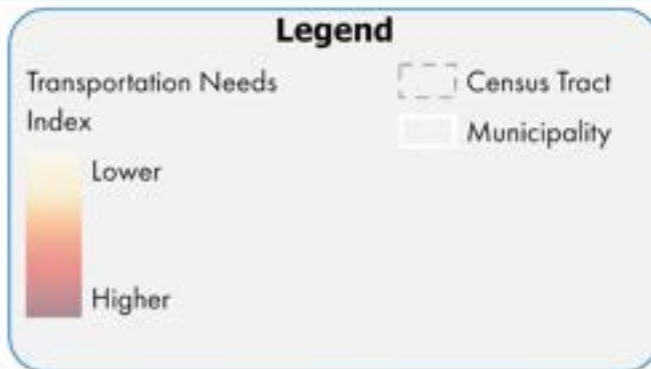 Legend
Transportation Needs
Index
Lower
Higher
Census Tract
Municipality